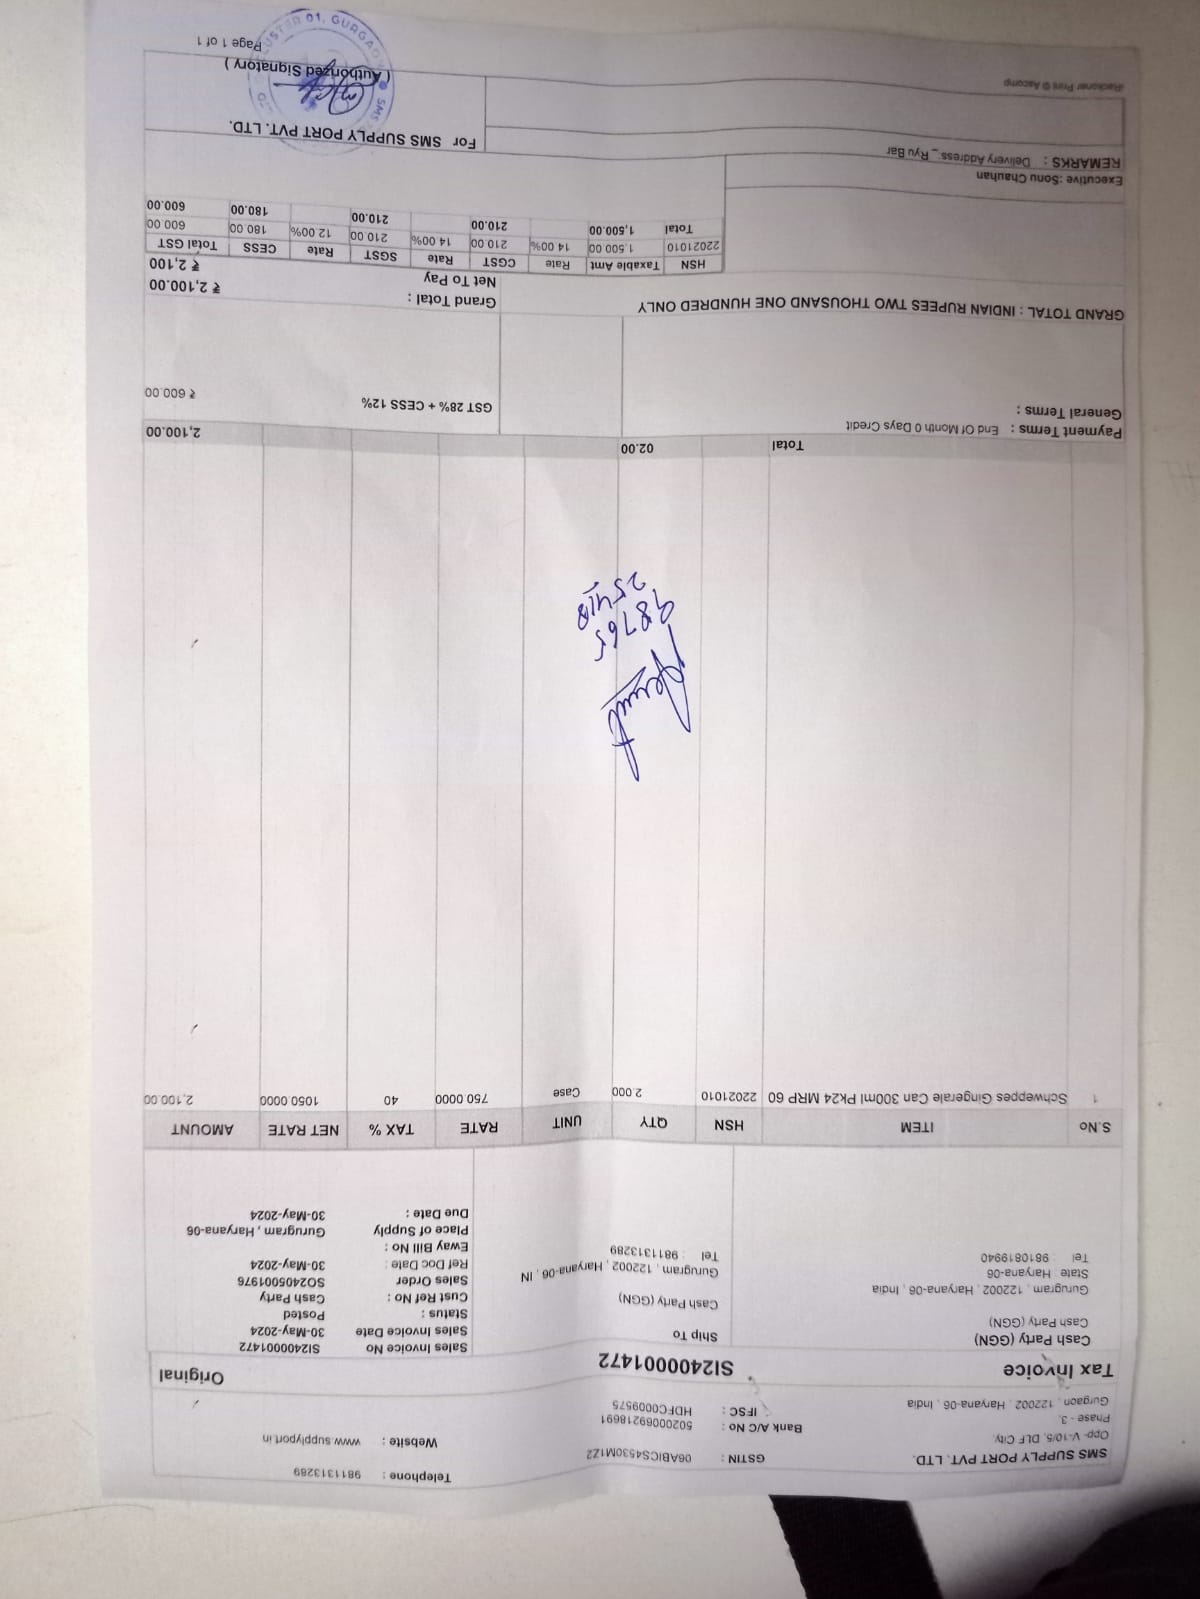 SMS SUPPLY PORT PVT. LTD.
Opp- V-10/5, DLF City,
Phase - 3,
Gurgaon , 122002 , Haryana-06 , India
GSTIN : 06ABICS4530M1Z2
Bank A/C No : 50200069218691
IFSC : HDFC0009575
Telephone : 9811313289
Website : www.supplyport.in
Tax Invoice SI2400001472 Original
Cash Party (GGN)
Cash Party (GGN)
Gurugram , 122002 , Haryana-06 , India
State : Haryana-06
Tel : 9810819940
Ship To
Cash Party (GGN)
Gurugram , 122002 , Haryana-06 , IN
Tel : 9811313289
Sales Invoice No SI2400001472
Sales Invoice Date 30-May-2024
Status : Posted
Cust Ref No : Cash Party
Sales Order SO2405001976
Ref Doc Date : 30-May-2024
Eway Bill No :
Place of Supply Gurugram , Haryana-06
Due Date : 30-May-2024
S.No ITEM HSN QTY UNIT RATE TAX % NET RATE AMOUNT
1 Schweppes Gingerale Can 300ml Pk24 MRP 60 22021010 2.000 Case 750.0000 40 1050.0000 2,100.00
98765
25418
Total 02.00 2,100.00
Payment Terms : End Of Month 0 Days Credit
General Terms :
GST 28% + CESS 12% ₹ 600.00
GRAND TOTAL : INDIAN RUPEES TWO THOUSAND ONE HUNDRED ONLY
Grand Total : ₹ 2,100.00
Net To Pay ₹ 2,100
HSN Taxable Amt Rate CGST Rate SGST Rate CESS Total GST
22021010 1,500.00 14.00% 210.00 14.00% 210.00 12.00% 180.00 600.00
Total 1,500.00 210.00 210.00 180.00 600.00
Executive :Sonu Chauhan
REMARKS : Delivery Address _ Ryu Bar
For SMS SUPPLY PORT PVT. LTD.
( Authorized Signatory )
Reckoner Print © Ascomp
Page 1 of 1